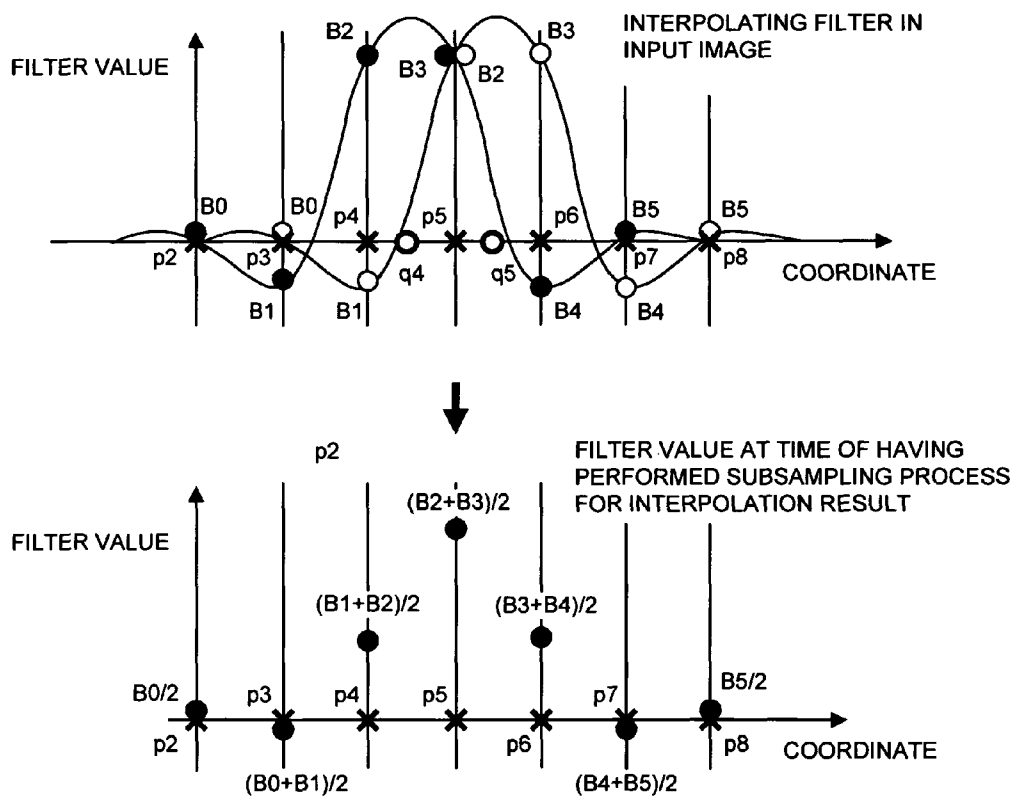 INTERPOLATING FILTER IN
INPUT IMAGE
FILTER VALUE
B2
B3
B3
B2
B0
B0
p4
p5
p6
B5
B5
p2
p3
q4
q5
p7
p8
COORDINATE
B1
B1
B4
B4
p2
FILTER VALUE AT TIME OF HAVING
PERFORMED SUBSAMPLING PROCESS
FOR INTERPOLATION RESULT
(B2+B3)/2
FILTER VALUE
(B1+B2)/2
(B3+B4)/2
B0/2
p3
p4
p5
p7
B5/2
p2
p6
p8
COORDINATE
(B0+B1)/2
(B4+B5)/2